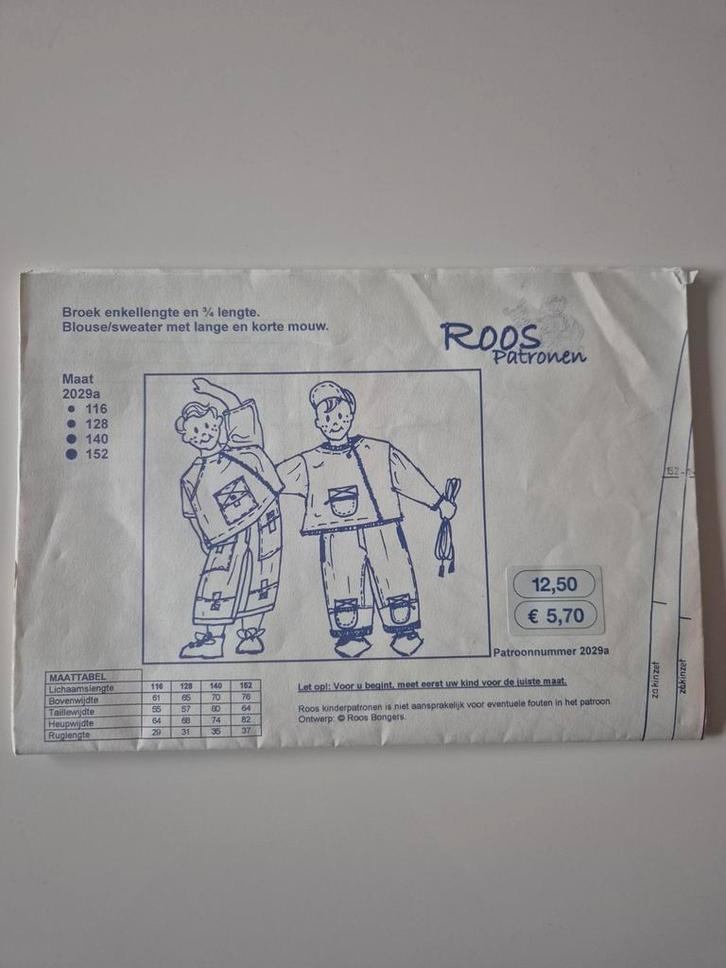 Broek enkellengte en ¾ lengte.
Blouse/sweater met lange en korte mouw.
ROOS
Patronen
Maat
2029a
• 116
• 128
• 140
• 152
152
12,50
€ 5,70
Patroonnummer 2029a
MAATTABEL
Lichaamslengte 116 128 140 152
Bovenwijdte 61 65 70 76
Taillewijdte 55 57 60 64
Heupwijdte 64 68 74 82
Ruglengte 29 31 35 37
Let op!: Voor u begint, meet eerst uw kind voor de juiste maat.
Roos kinderpatronen is niet aansprakelijk voor eventuele fouten in het patroon
Ontwerp: © Roos Bongers.
zakinzet
zakinzet